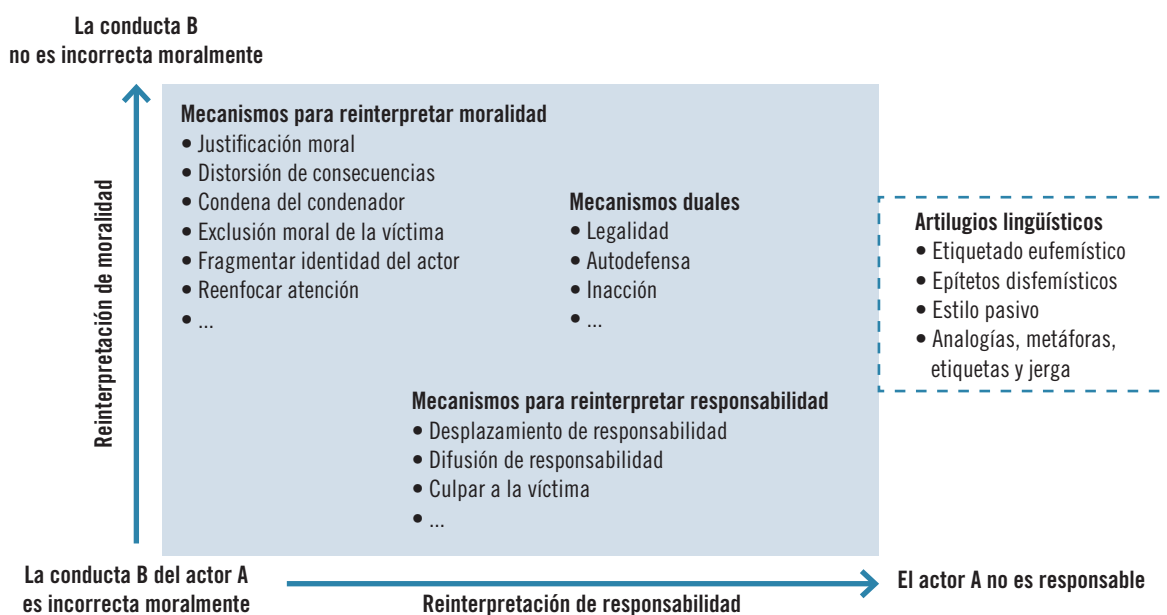 La conducta B
no es incorrecta moralmente
Reinterpretación de moralidad
Mecanismos para reinterpretar moralidad
• Justificación moral
• Distorsión de consecuencias
• Condena del condenador
• Exclusión moral de la víctima
• Fragmentar identidad del actor
• Reenfocar atención
• ...
Mecanismos duales
• Legalidad
• Autodefensa
• Inacción
• ...
Artilugios lingüísticos
• Etiquetado eufemístico
• Epítetos disfemísticos
• Estilo pasivo
• Analogías, metáforas,
etiquetas y jerga
Mecanismos para reinterpretar responsabilidad
• Desplazamiento de responsabilidad
• Difusión de responsabilidad
• Culpar a la víctima
• ...
La conducta B del actor A
es incorrecta moralmente
Reinterpretación de responsabilidad
El actor A no es responsable